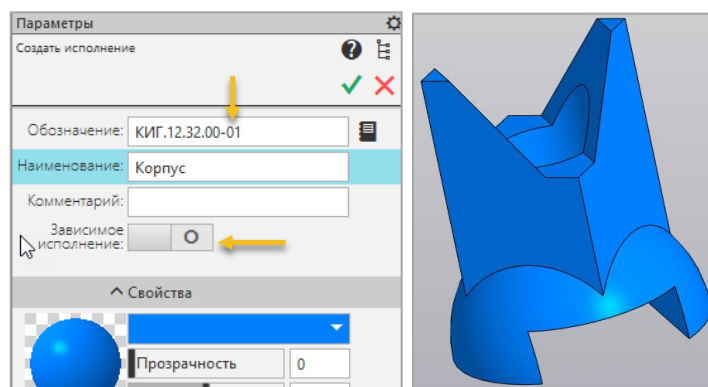 Параметры
Создать исполнение
?
Обозначение: КИГ.12.32.00-01
Наименование: Корпус
Комментарий:
Зависимое
исполнение:
Свойства
Прозрачность 0